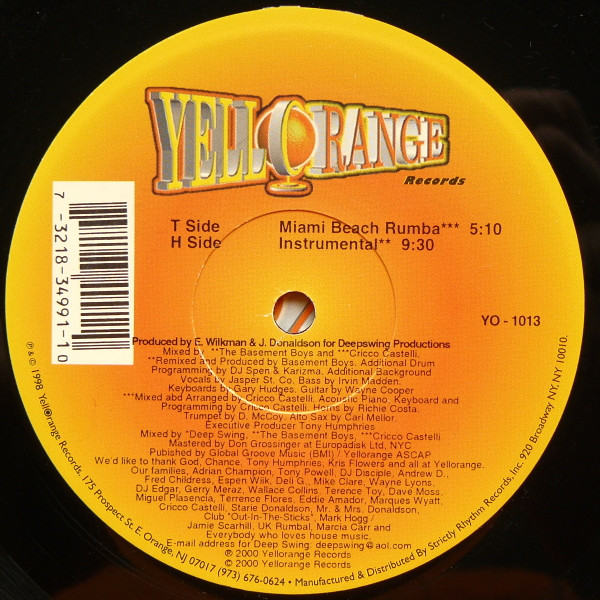 YELLORANGE
Records
T Side Miami Beach Rumba*** 5:10
H Side Instrumental** 9:30
7 -3218-34991-1 0
YO - 1013
Produced by E. Wilkman & J. Donaldson for Deepswing Productions
Mixed by **The Basement Boys and ***Cricco Castelli,
**Remixed and Produced by Basement Boys. Additional Drum
Programming by DJ Spen & Karizma. Additional Background
Vocals by Jasper St. Co. Bass by Irvin Madden.
Keyboards by Gary Hudges. Guitar by Wayne Cooper
***Mixed abd Arranged by Cricco Castelli, Acoustic Piano, Keyboard and
Programming by Cricco Castelli. Horns by Richie Costa.
Trumpet by D. McCoy. Alto Sax by Carl Mellor.
Executive Producer Tony Humphries
Mixed by *Deep Swing, **The Basement Boys, ***Cricco Castelli
Mastered by Don Grossinger at Europadisk Ltd, NYC
Pubished by Global Groove Music (BMI) / Yellorange ASCAP
We'd like to thank God, Chance, Tony Humphries, Kris Flowers and all at Yellorange.
Our families, Adrian Champion, Tony Powell, DJ Disciple, Andrew D.,
Fred Childress, Espen Wiik, Deli G., Mike Clare, Wayne Lyons,
DJ Edgar, Gerry Meraz, Wallace Collins, Terence Toy, Dave Moss,
Miguel Plasencia, Terrence Flores, Eddie Amador, Marques Wyatt,
Cricco Castelli, Starie Donaldson, Mr. & Mrs. Donaldson,
Club "Out-In-The-Sticks", Mark Hogg /
Jamie Scarhill, UK Rumbal, Marcia Carr and
Everybody who loves house music.
E-mail address for Deep Swing: deepswing@aol.com
℗ 2000 Yellorange Records
© 2000 Yellorange Records
℗ & © 1998 YellOrange Records, 175 Prospect St. E. Orange, NJ 07017 (973) 676-0624 • Manufactured & Distributed By Strictly Rhythm Records, Inc. 920 Broadway NY, NY 10010.